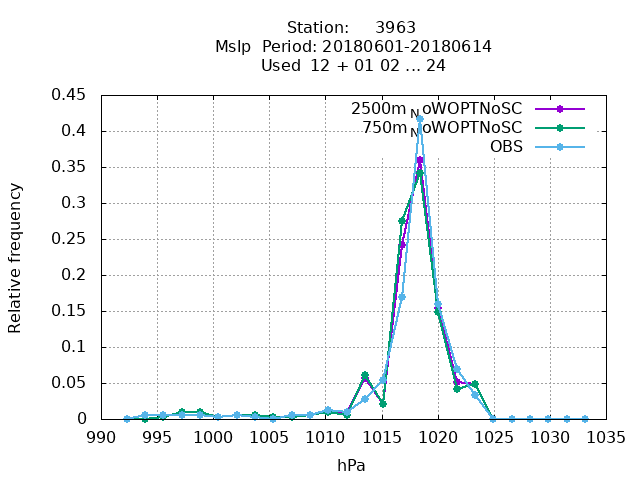 Station: 3963
Mslp Period: 20180601-20180614
Used 12 + 01 02 ... 24
2500m NoWOPTNoSC
750m NoWOPTNoSC
OBS
0.45
0.4
0.35
0.3
0.25
0.2
0.15
0.1
0.05
0
Relative frequency
990 995 1000 1005 1010 1015 1020 1025 1030 1035
hPa